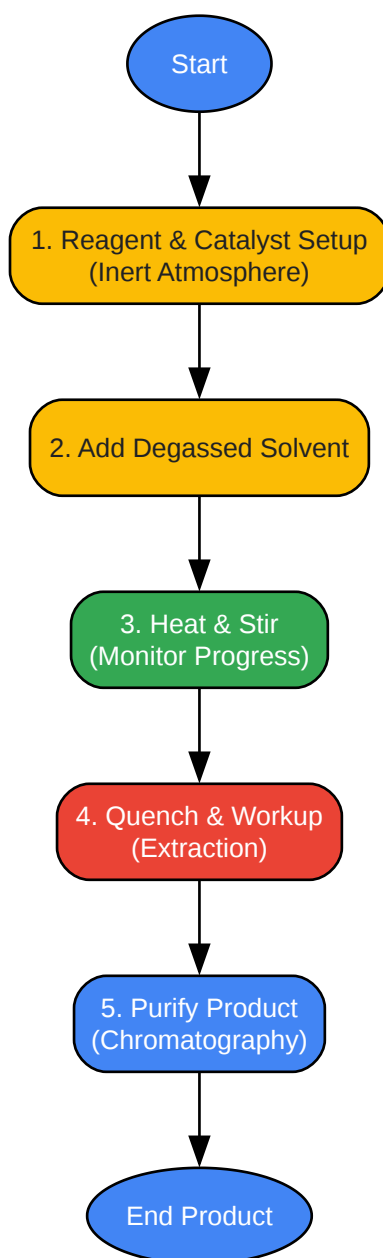 Start
1. Reagent & Catalyst Setup
(Inert Atmosphere)
2. Add Degassed Solvent
3. Heat & Stir
(Monitor Progress)
4. Quench & Workup
(Extraction)
5. Purify Product
(Chromatography)
End Product